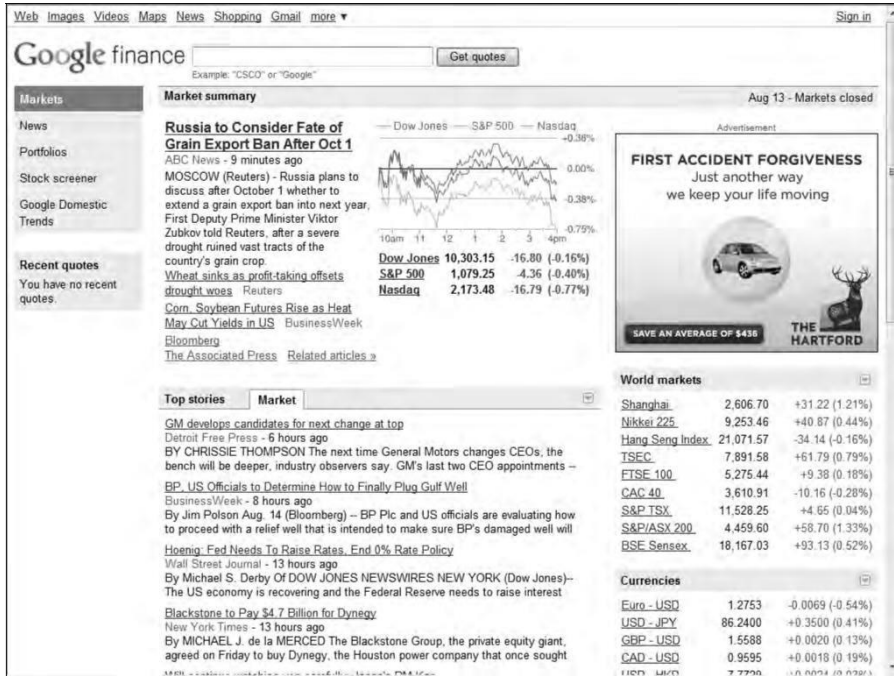 Web Images Videos Maps News Shopping Gmail more ▼
Sign in
Google finance
Get quotes
Example: "CSCO" or "Google"
Markets
News
Portfolios
Stock screener
Google Domestic
Trends
Recent quotes
You have no recent
quotes.
Market summary
Aug 13 - Markets closed
Russia to Consider Fate of
Grain Export Ban After Oct 1
ABC News - 9 minutes ago
MOSCOW (Reuters) - Russia plans to
discuss after October 1 whether to
extend a grain export ban into next year,
First Deputy Prime Minister Viktor
Zubkov told Reuters, after a severe
drought ruined vast tracts of the
country's grain crop.
Wheat sinks as profit-taking offsets
drought woes Reuters
Corn, Soybean Futures Rise as Heat
May Cut Yields in US BusinessWeek
Bloomberg
The Associated Press Related articles »
Dow Jones S&P 500 Nasdaq
+0.38%
0.00%
-0.38%
-0.75%
10am 11 12 1 2 3 4pm
Dow Jones 10,303.15 -16.80 (-0.16%)
S&P 500 1,079.25 -4.36 (-0.40%)
Nasdaq 2,173.48 -16.79 (-0.77%)
Advertisement
FIRST ACCIDENT FORGIVENESS
Just another way
we keep your life moving
SAVE AN AVERAGE OF $436
THE
HARTFORD
Top stories Market
GM develops candidates for next change at top
Detroit Free Press - 6 hours ago
BY CHRISSIE THOMPSON The next time General Motors changes CEOs, the
bench will be deeper, industry observers say. GM's last two CEO appointments --
BP, US Officials to Determine How to Finally Plug Gulf Well
BusinessWeek - 8 hours ago
By Jim Polson Aug. 14 (Bloomberg) -- BP Plc and US officials are evaluating how
to proceed with a relief well that is intended to make sure BP's damaged well will
Hoenig: Fed Needs To Raise Rates, End 0% Rate Policy
Wall Street Journal - 13 hours ago
By Michael S. Derby Of DOW JONES NEWSWIRES NEW YORK (Dow Jones)--
The US economy is recovering and the Federal Reserve needs to raise interest
Blackstone to Pay $4.7 Billion for Dynegy
New York Times - 13 hours ago
By MICHAEL J. de la MERCED The Blackstone Group, the private equity giant,
agreed on Friday to buy Dynegy, the Houston power company that once sought
World markets
Shanghai 2,606.70 +31.22 (1.21%)
Nikkei 225 9,253.46 +40.87 (0.44%)
Hang Seng Index 21,071.57 -34.14 (-0.16%)
TSEC 7,891.58 +61.79 (0.79%)
FTSE 100 5,275.44 +9.38 (0.18%)
CAC 40 3,610.91 -10.16 (-0.28%)
S&P TSX 11,528.25 +4.65 (0.04%)
S&P/ASX 200 4,459.60 +58.70 (1.33%)
BSE Sensex 18,167.03 +93.13 (0.52%)
Currencies
Euro - USD 1.2753 -0.0069 (-0.54%)
USD - JPY 86.2400 +0.3500 (0.41%)
GBP - USD 1.5588 +0.0020 (0.13%)
CAD - USD 0.9595 +0.0018 (0.19%)